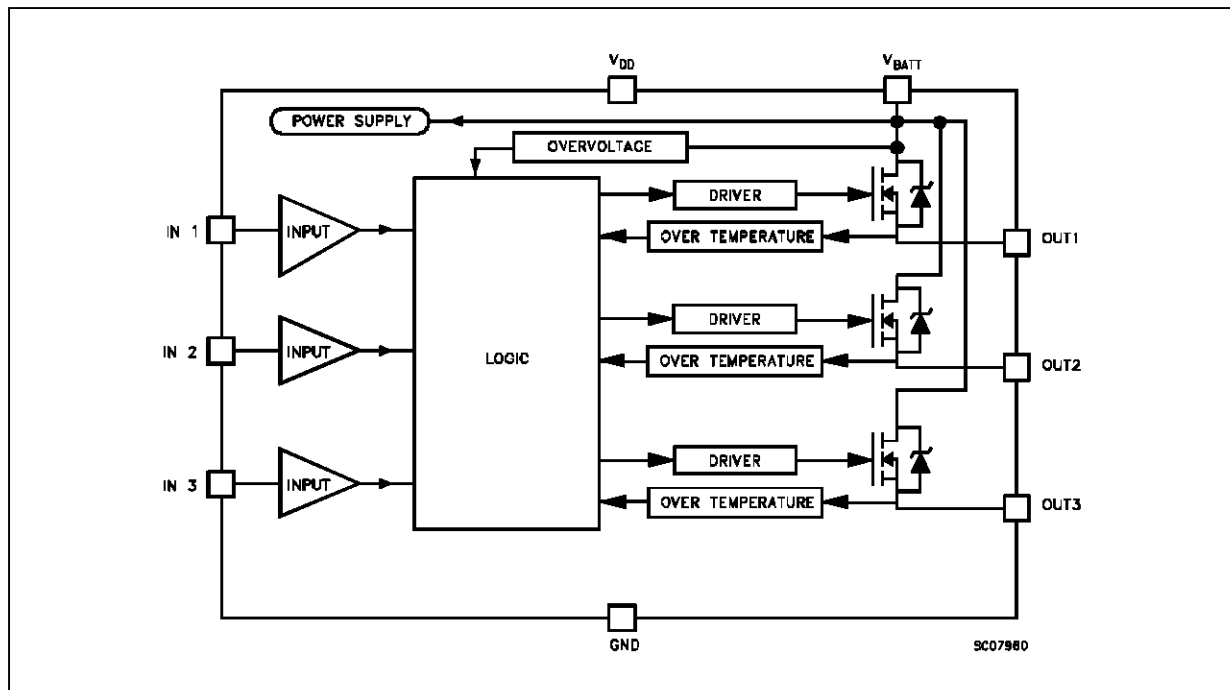 VDD
VBATT
POWER SUPPLY
OVERVOLTAGE
DRIVER
IN 1
INPUT
OVER TEMPERATURE
OUT1
DRIVER
IN 2
INPUT
LOGIC
OVER TEMPERATURE
OUT2
DRIVER
IN 3
INPUT
OVER TEMPERATURE
OUT3
GND
SC07960